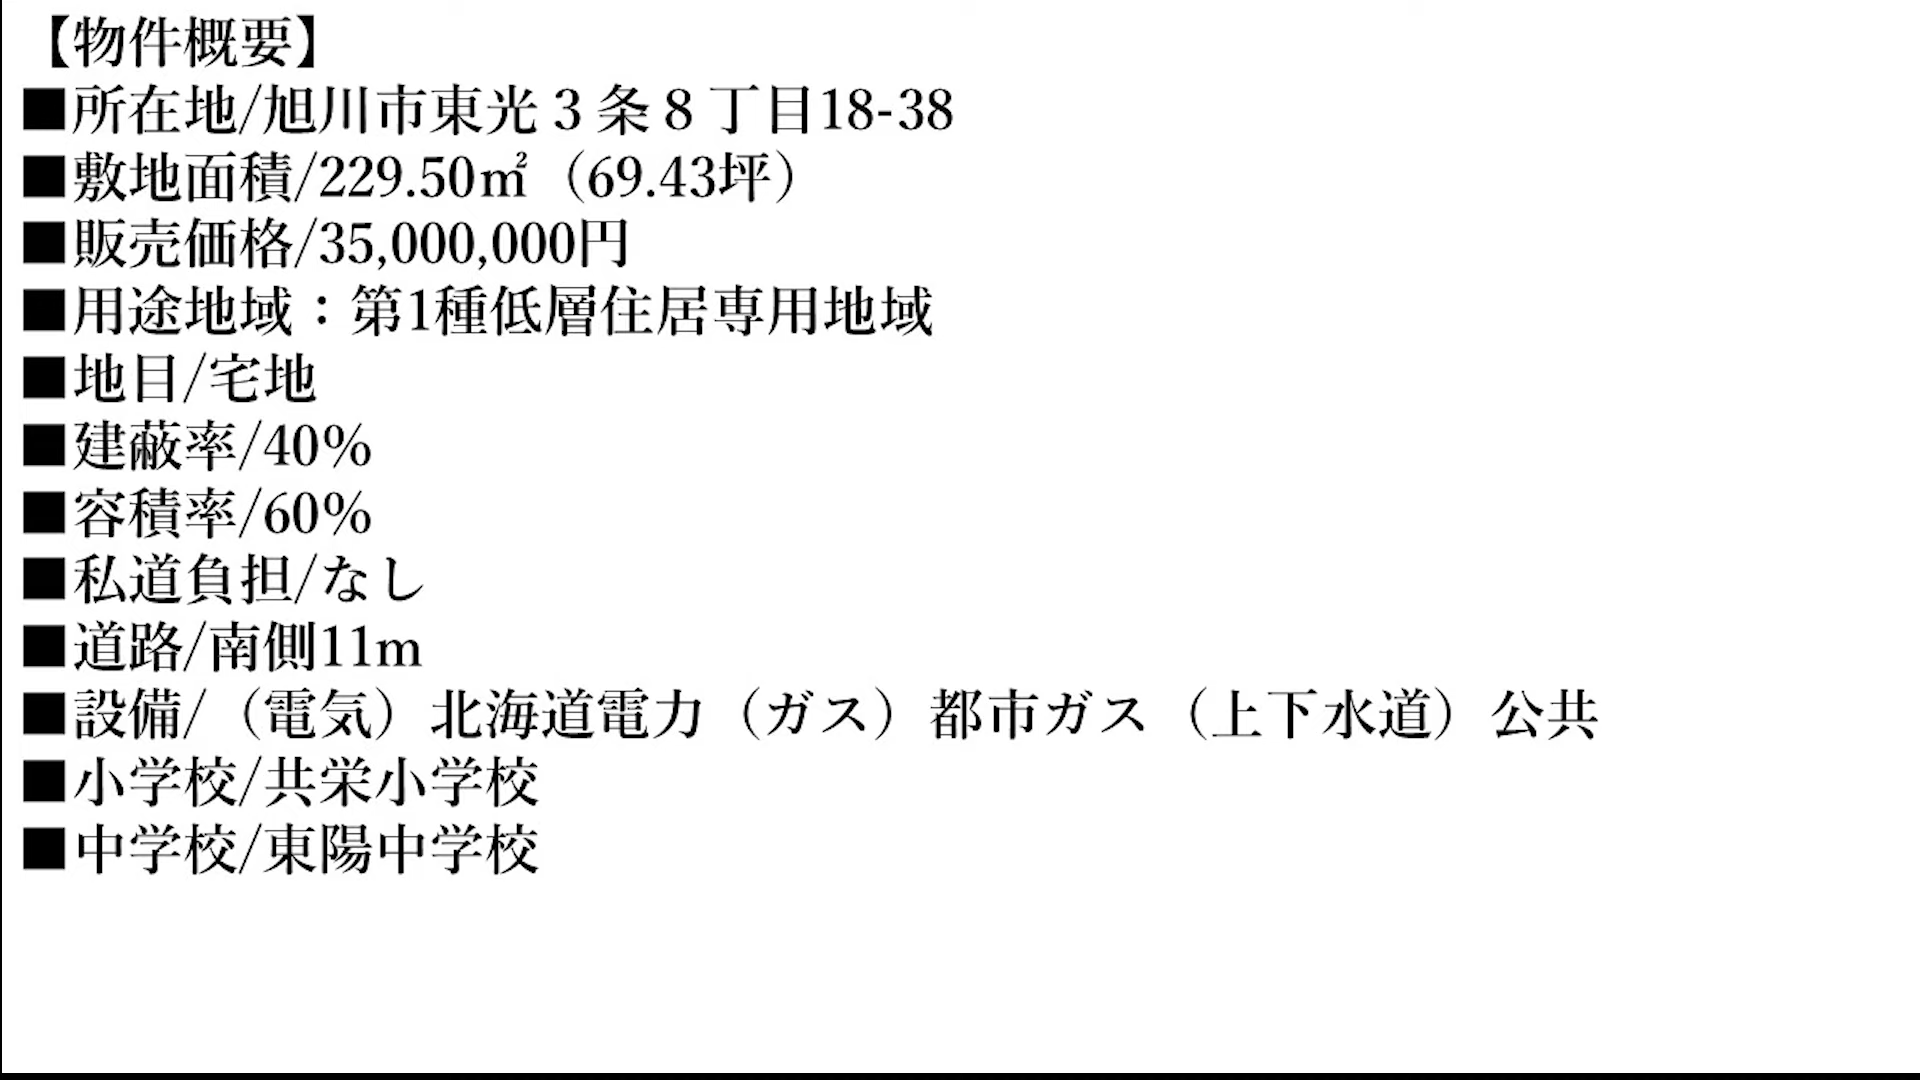 【物件概要】
■所在地/旭川市東光３条８丁目18-38
■敷地面積/229.50㎡（69.43坪）
■販売価格/35,000,000円
■用途地域：第1種低層住居専用地域
■地目/宅地
■建蔽率/40%
■容積率/60%
■私道負担/なし
■道路/南側11m
■設備/（電気）北海道電力（ガス）都市ガス（上下水道）公共
■小学校/共栄小学校
■中学校/東陽中学校